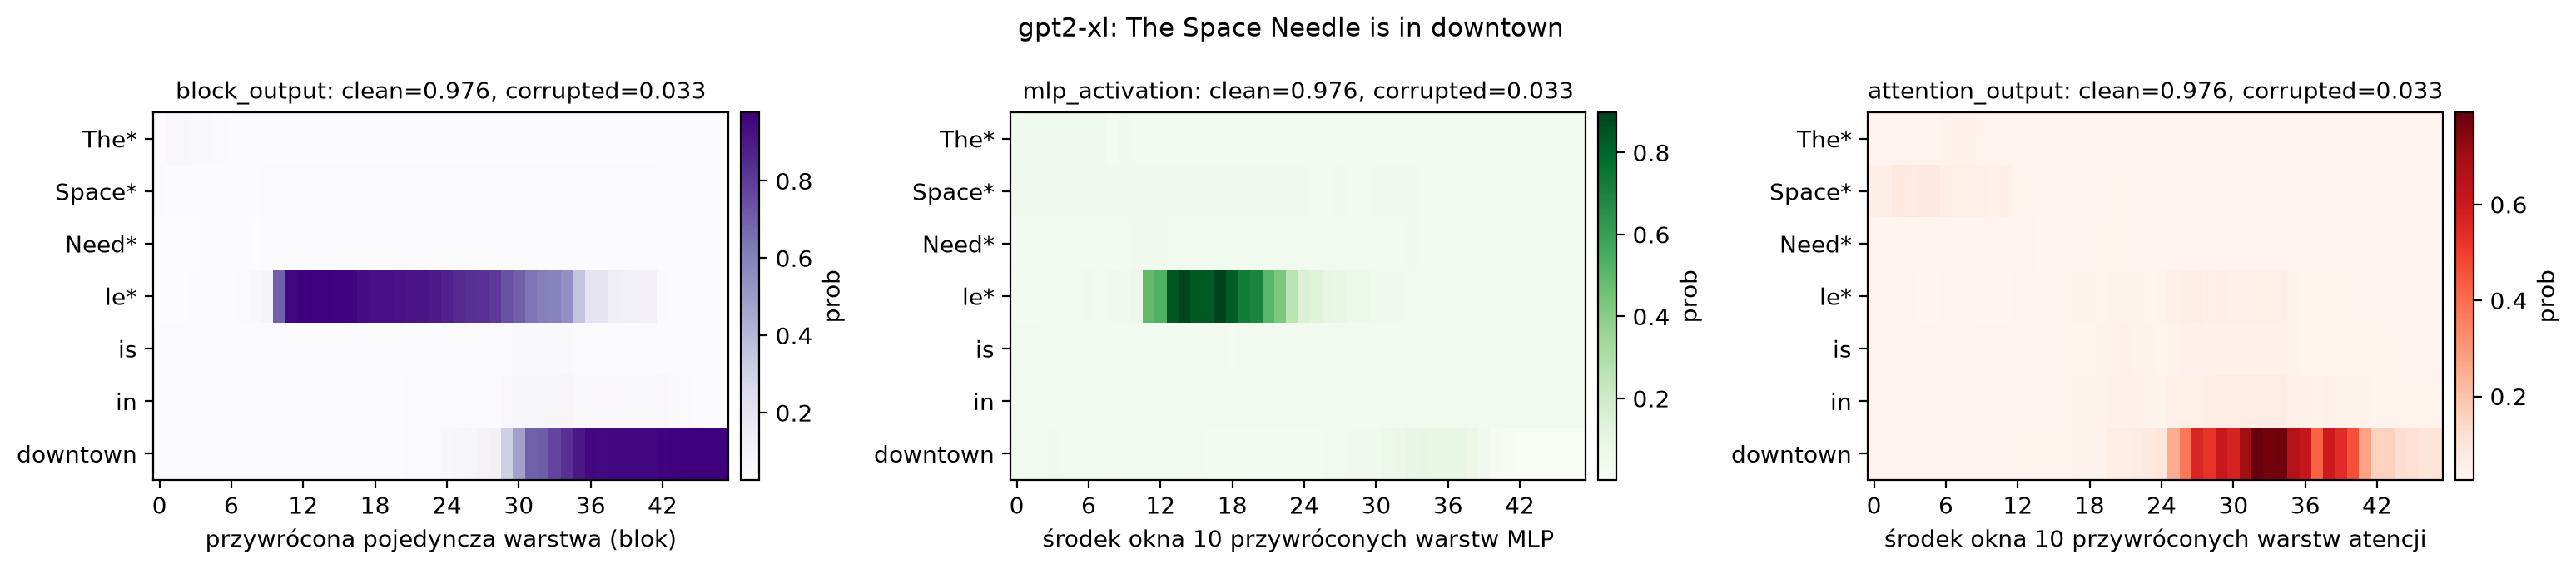 gpt2-xl: The Space Needle is in downtown
block_output: clean=0.976, corrupted=0.033
The*
Space*
Need*
le*
is
in
downtown
0 6 12 18 24 30 36 42
przywrócona pojedyncza warstwa (blok)
0.8
0.6
0.4
0.2
prob
mlp_activation: clean=0.976, corrupted=0.033
The*
Space*
Need*
le*
is
in
downtown
0 6 12 18 24 30 36 42
środek okna 10 przywróconych warstw MLP
0.8
0.6
0.4
0.2
prob
attention_output: clean=0.976, corrupted=0.033
The*
Space*
Need*
le*
is
in
downtown
0 6 12 18 24 30 36 42
środek okna 10 przywróconych warstw atencji
0.6
0.4
0.2
prob